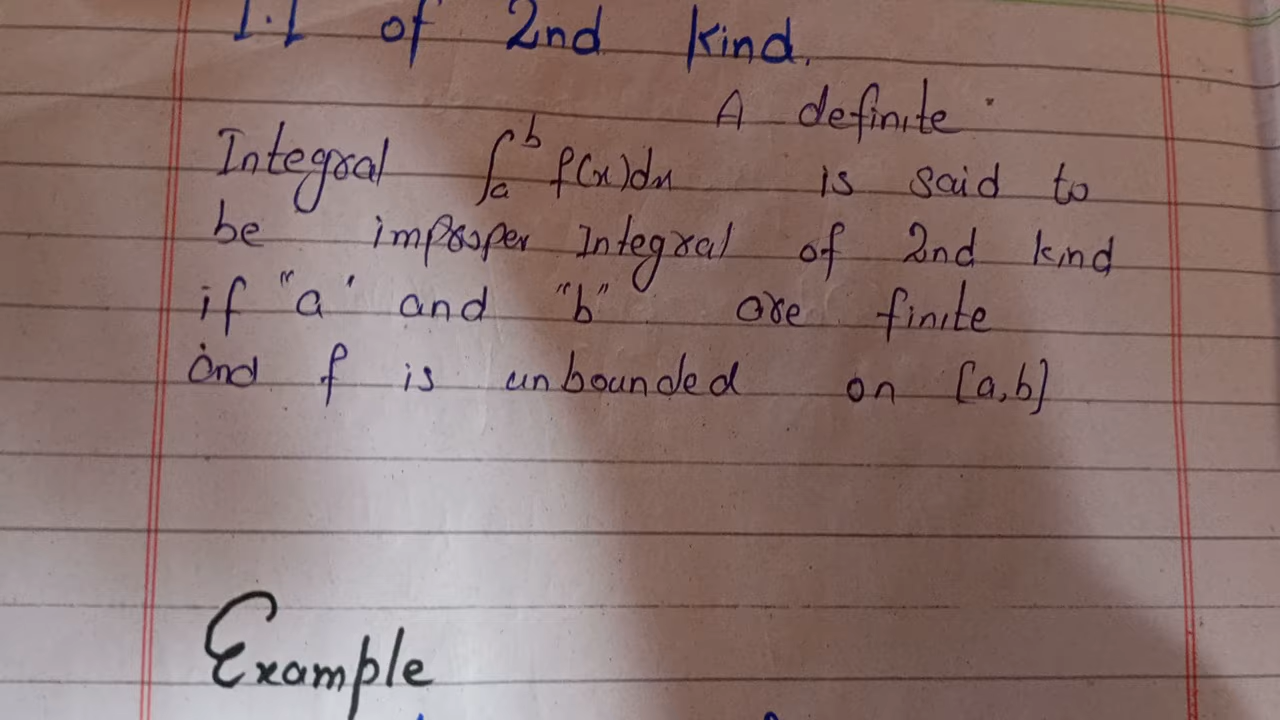 I.I of 2nd kind.
A definite
Integral ∫ₐᵇ f(x)dx is said to
be improper Integral of 2nd kind
if "a" and "b" are finite
and f is unbounded on [a,b]
Example